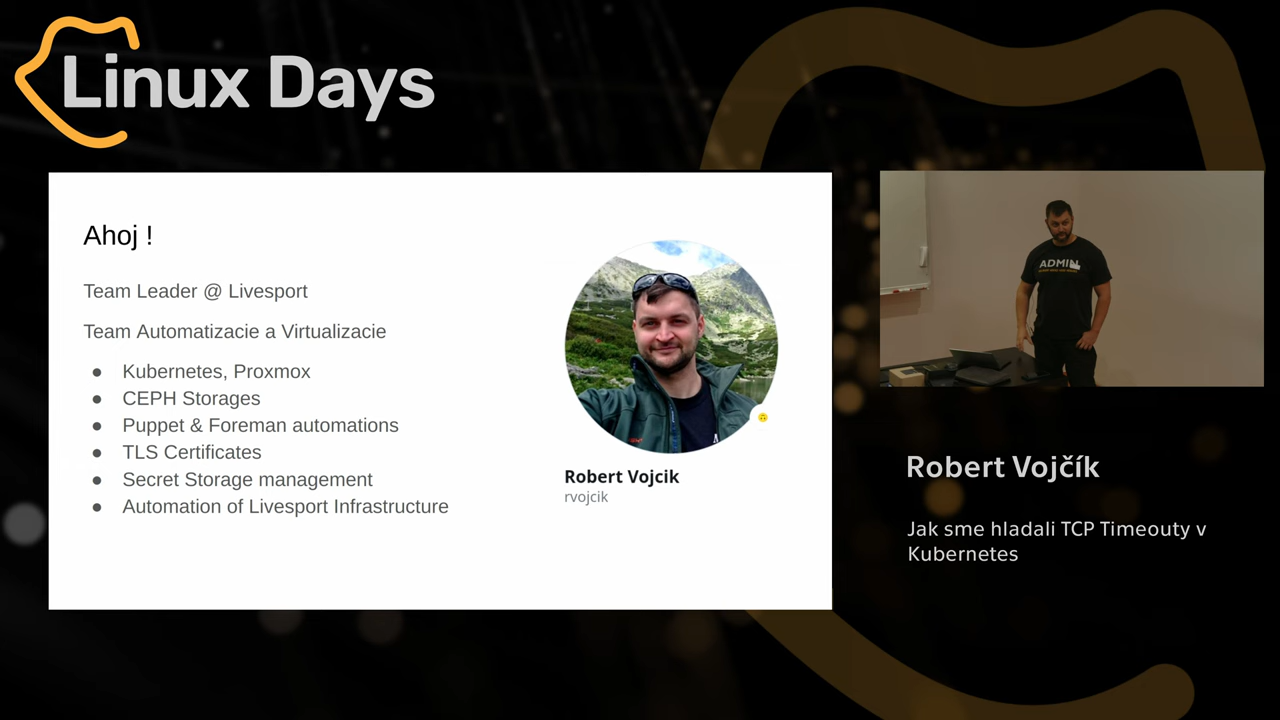 Linux Days
Ahoj !
Team Leader @ Livesport
Team Automatizacie a Virtualizacie
● Kubernetes, Proxmox
● CEPH Storages
● Puppet & Foreman automations
● TLS Certificates
● Secret Storage management
● Automation of Livesport Infrastructure
Robert Vojcik
rvojcik
ADMIN
Robert Vojčík
Jak sme hladali TCP Timeouty v
Kubernetes